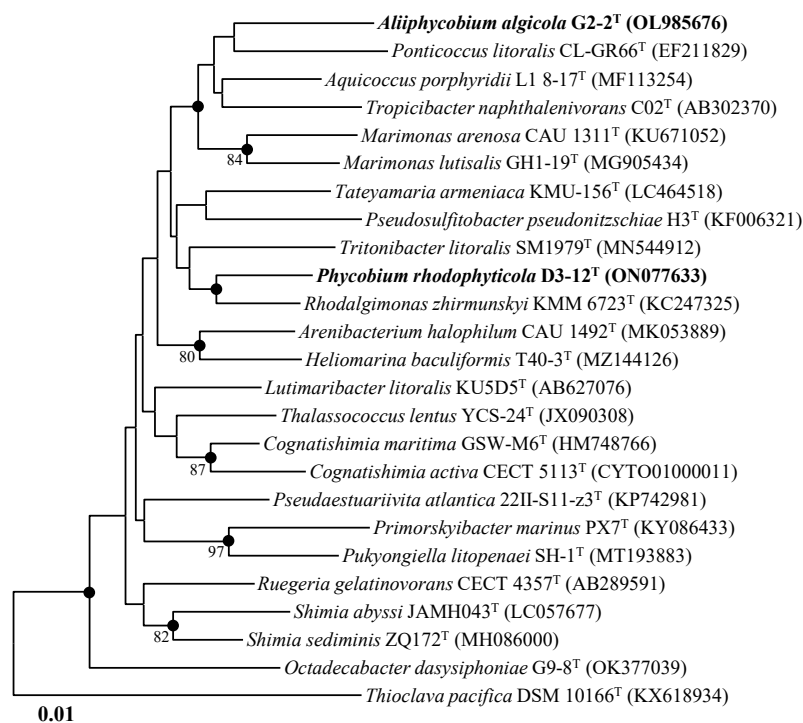 Aliiphycobium algicola G2-2ᵀ (OL985676)
Ponticoccus litoralis CL-GR66ᵀ (EF211829)
Aquicoccus porphyridii L1 8-17ᵀ (MF113254)
Tropicibacter naphthalenivorans C02ᵀ (AB302370)
Marimonas arenosa CAU 1311ᵀ (KU671052)
84
Marimonas lutisalis GH1-19ᵀ (MG905434)
Tateyamaria armeniaca KMU-156ᵀ (LC464518)
Pseudosulfitobacter pseudonitzschiae H3ᵀ (KF006321)
Tritonibacter litoralis SM1979ᵀ (MN544912)
Phycobium rhodophyticola D3-12ᵀ (ON077633)
Rhodalgimonas zhirmunskyi KMM 6723ᵀ (KC247325)
Arenibacterium halophilum CAU 1492ᵀ (MK053889)
80
Heliomarina baculiformis T40-3ᵀ (MZ144126)
Lutimaribacter litoralis KU5D5ᵀ (AB627076)
Thalassococcus lentus YCS-24ᵀ (JX090308)
Cognatishimia maritima GSW-M6ᵀ (HM748766)
87
Cognatishimia activa CECT 5113ᵀ (CYTO01000011)
Pseudaestuariivita atlantica 22II-S11-z3ᵀ (KP742981)
Primorskyibacter marinus PX7ᵀ (KY086433)
97
Pukyongiella litopenaei SH-1ᵀ (MT193883)
Ruegeria gelatinovorans CECT 4357ᵀ (AB289591)
Shimia abyssi JAMH043ᵀ (LC057677)
82
Shimia sediminis ZQ172ᵀ (MH086000)
Octadecabacter dasysiphoniae G9-8ᵀ (OK377039)
Thioclava pacifica DSM 10166ᵀ (KX618934)
0.01